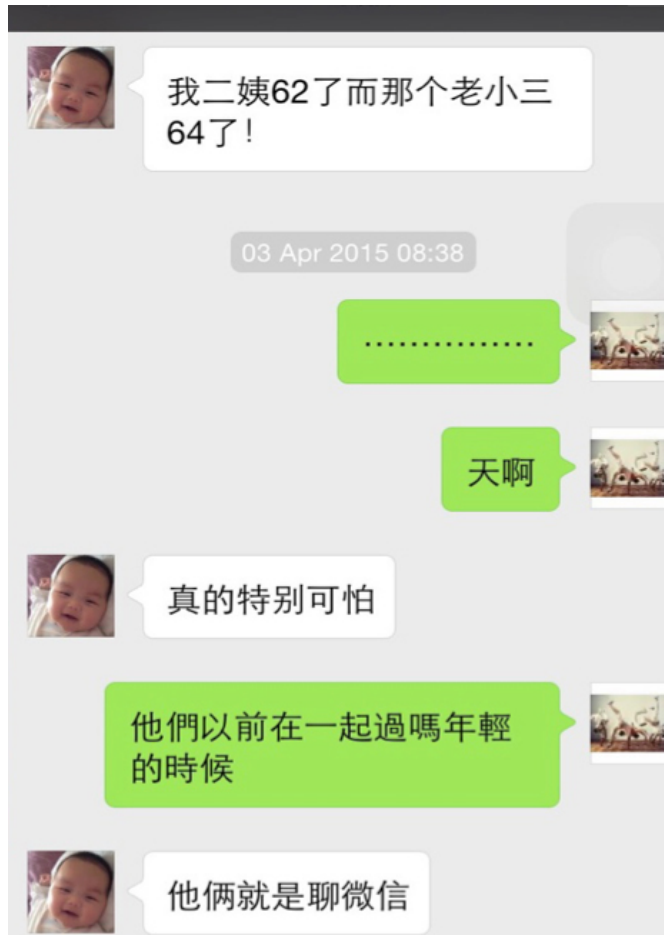 我二姨62了而那个老小三
64了！
03 Apr 2015 08:38
……………
天啊
真的特别可怕
他們以前在一起過嗎年輕
的時候
他俩就是聊微信